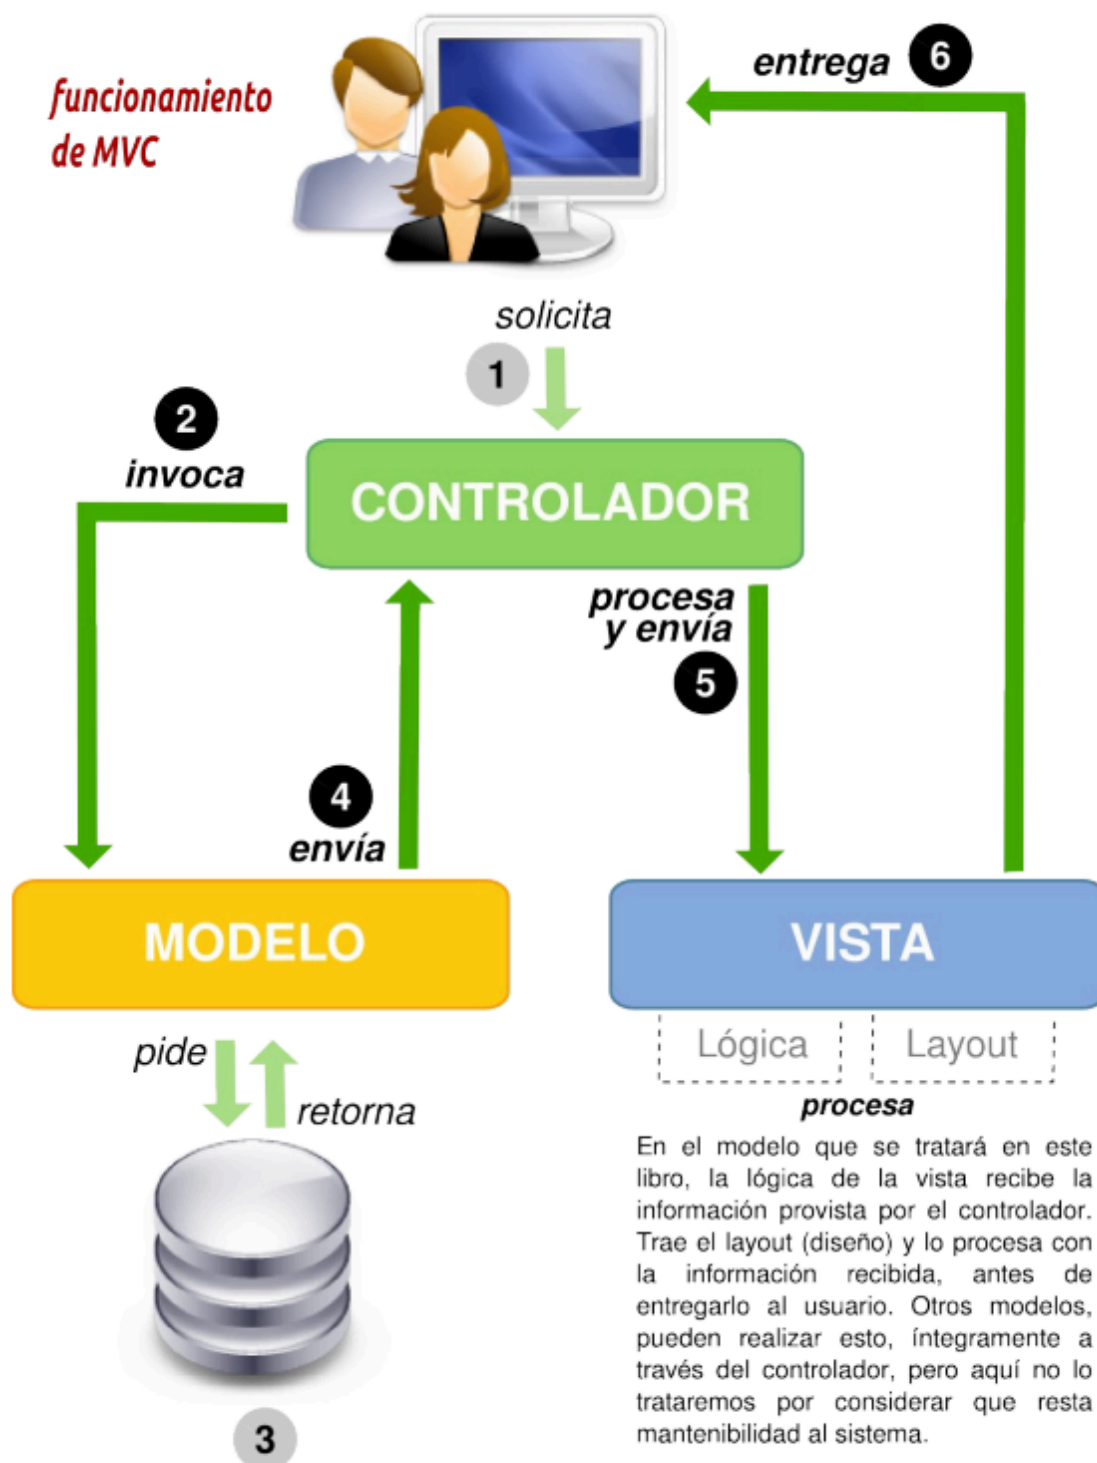 funcionamiento
de MVC
entrega 6
solicita
1
2
invoca
CONTROLADOR
procesa
y envía
5
4
envía
MODELO
VISTA
pide
retorna
3
Lógica
Layout
procesa
En el modelo que se tratará en este
libro, la lógica de la vista recibe la
información provista por el controlador.
Trae el layout (diseño) y lo procesa con
la información recibida, antes de
entregarlo al usuario. Otros modelos,
pueden realizar esto, íntegramente a
través del controlador, pero aquí no lo
trataremos por considerar que resta
mantenibilidad al sistema.